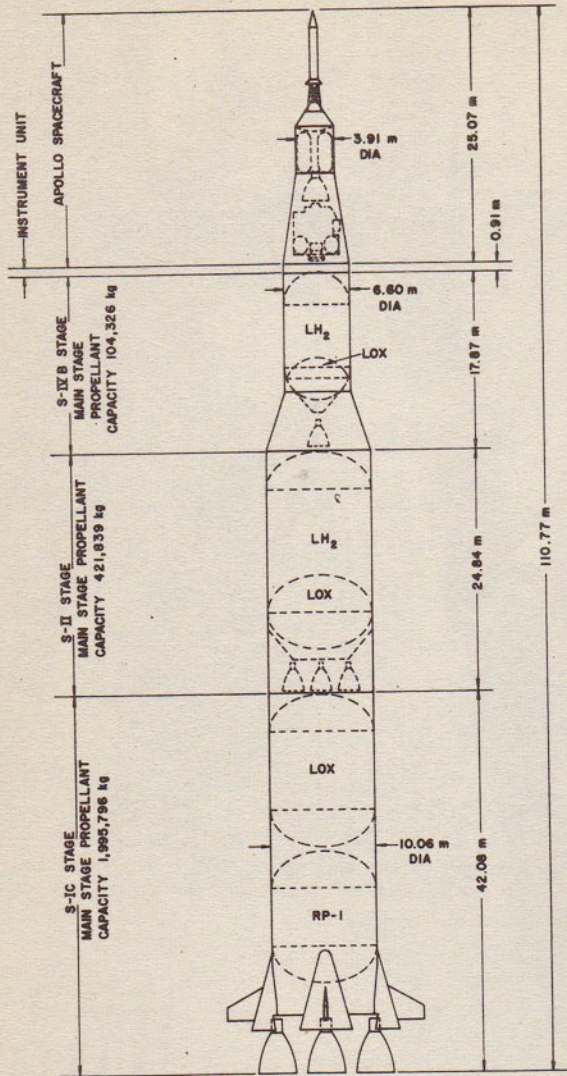 INSTRUMENT UNIT
APOLLO SPACECRAFT
3.91 m
DIA
25.07 m
0.91 m
S-IVB STAGE
MAIN STAGE
PROPELLANT
CAPACITY 104,326 kg
6.60 m
DIA
LH2
LOX
17.87 m
S-II STAGE
MAIN STAGE PROPELLANT
CAPACITY 421,839 kg
LH2
LOX
24.84 m
110.77 m
S-IC STAGE
MAIN STAGE PROPELLANT
CAPACITY 1,995,796 kg
LOX
10.06 m
DIA
RP-1
42.08 m